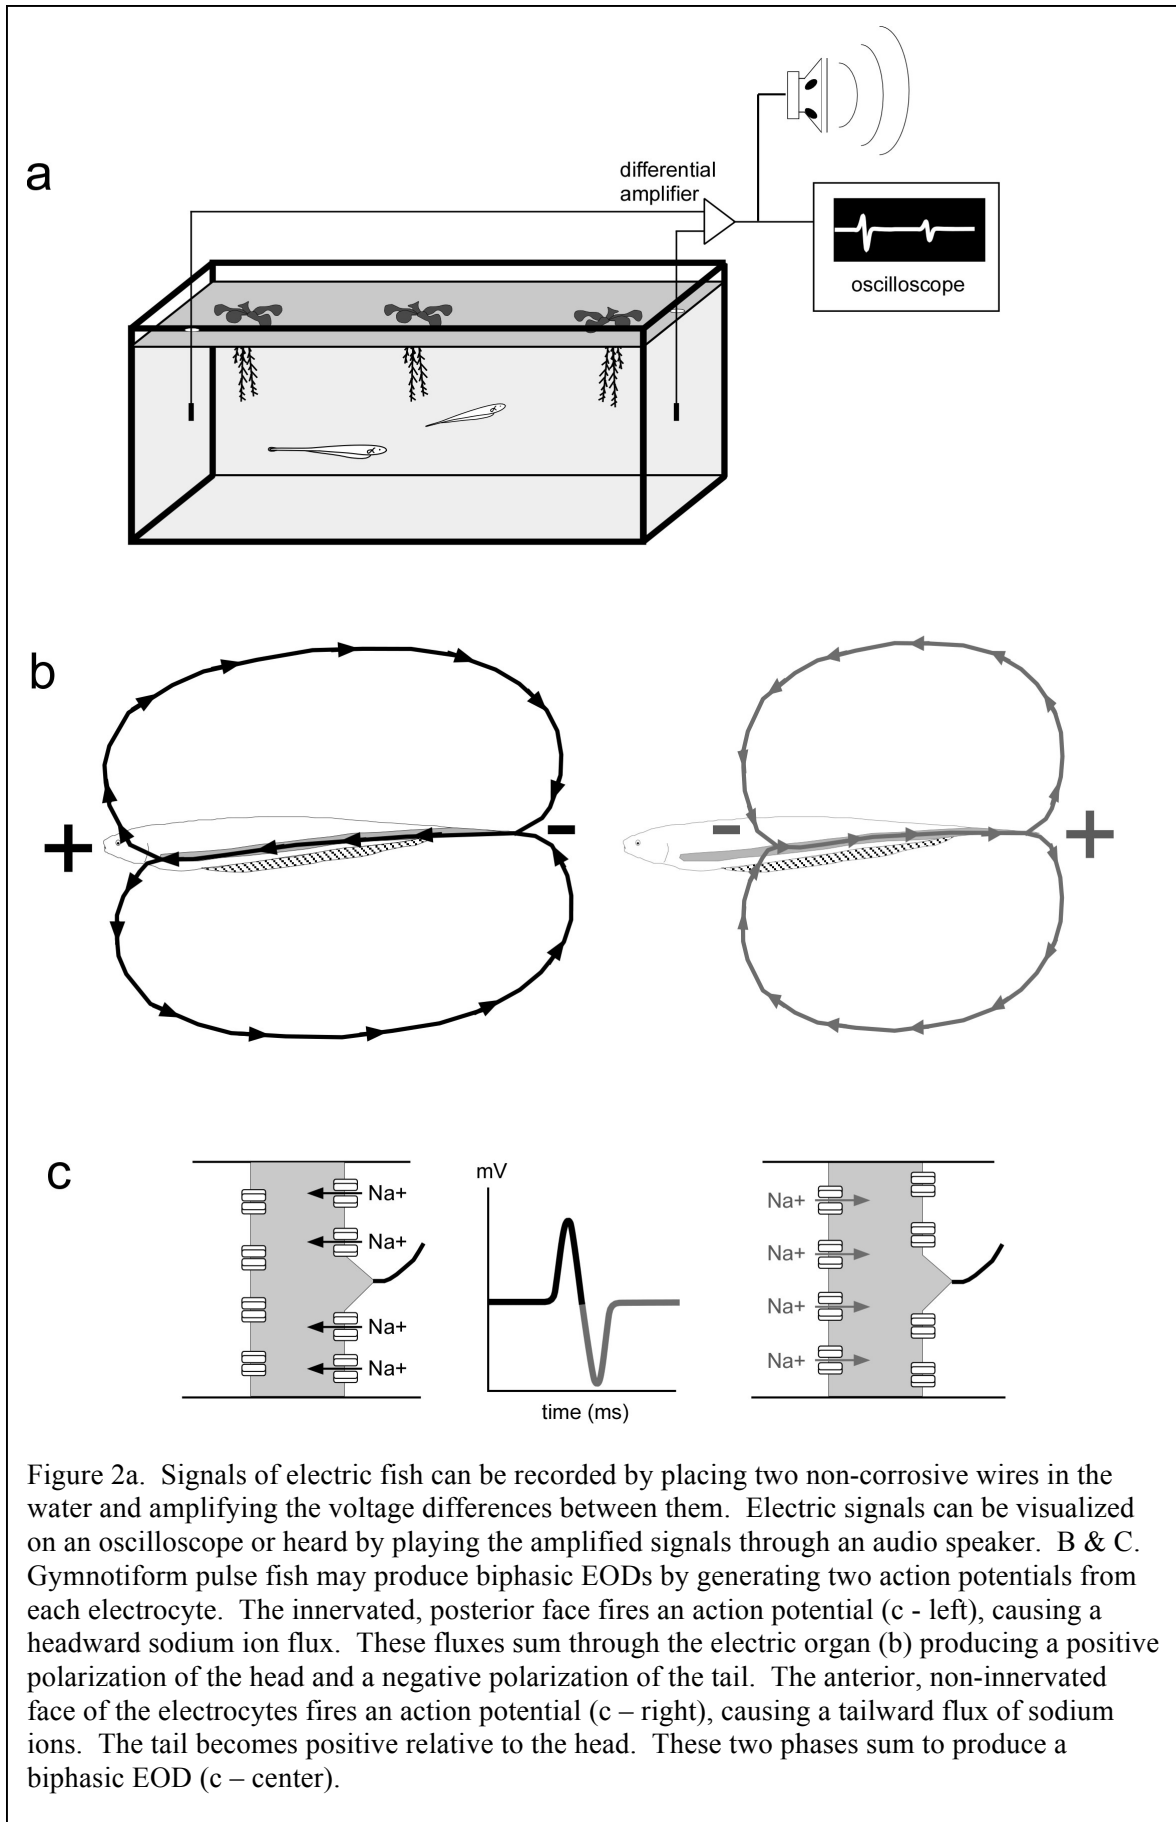 a
differential
amplifier
oscilloscope
b
+
-
-
+
c
Na+
Na+
Na+
Na+
mV
time (ms)
Na+
Na+
Na+
Na+
Figure 2a.  Signals of electric fish can be recorded by placing two non-corrosive wires in the
water and amplifying the voltage differences between them.  Electric signals can be visualized
on an oscilloscope or heard by playing the amplified signals through an audio speaker.  B & C.
Gymnotiform pulse fish may produce biphasic EODs by generating two action potentials from
each electrocyte.  The innervated, posterior face fires an action potential (c - left), causing a
headward sodium ion flux.  These fluxes sum through the electric organ (b) producing a positive
polarization of the head and a negative polarization of the tail.  The anterior, non-innervated
face of the electrocytes fires an action potential (c – right), causing a tailward flux of sodium
ions.  The tail becomes positive relative to the head.  These two phases sum to produce a
biphasic EOD (c – center).